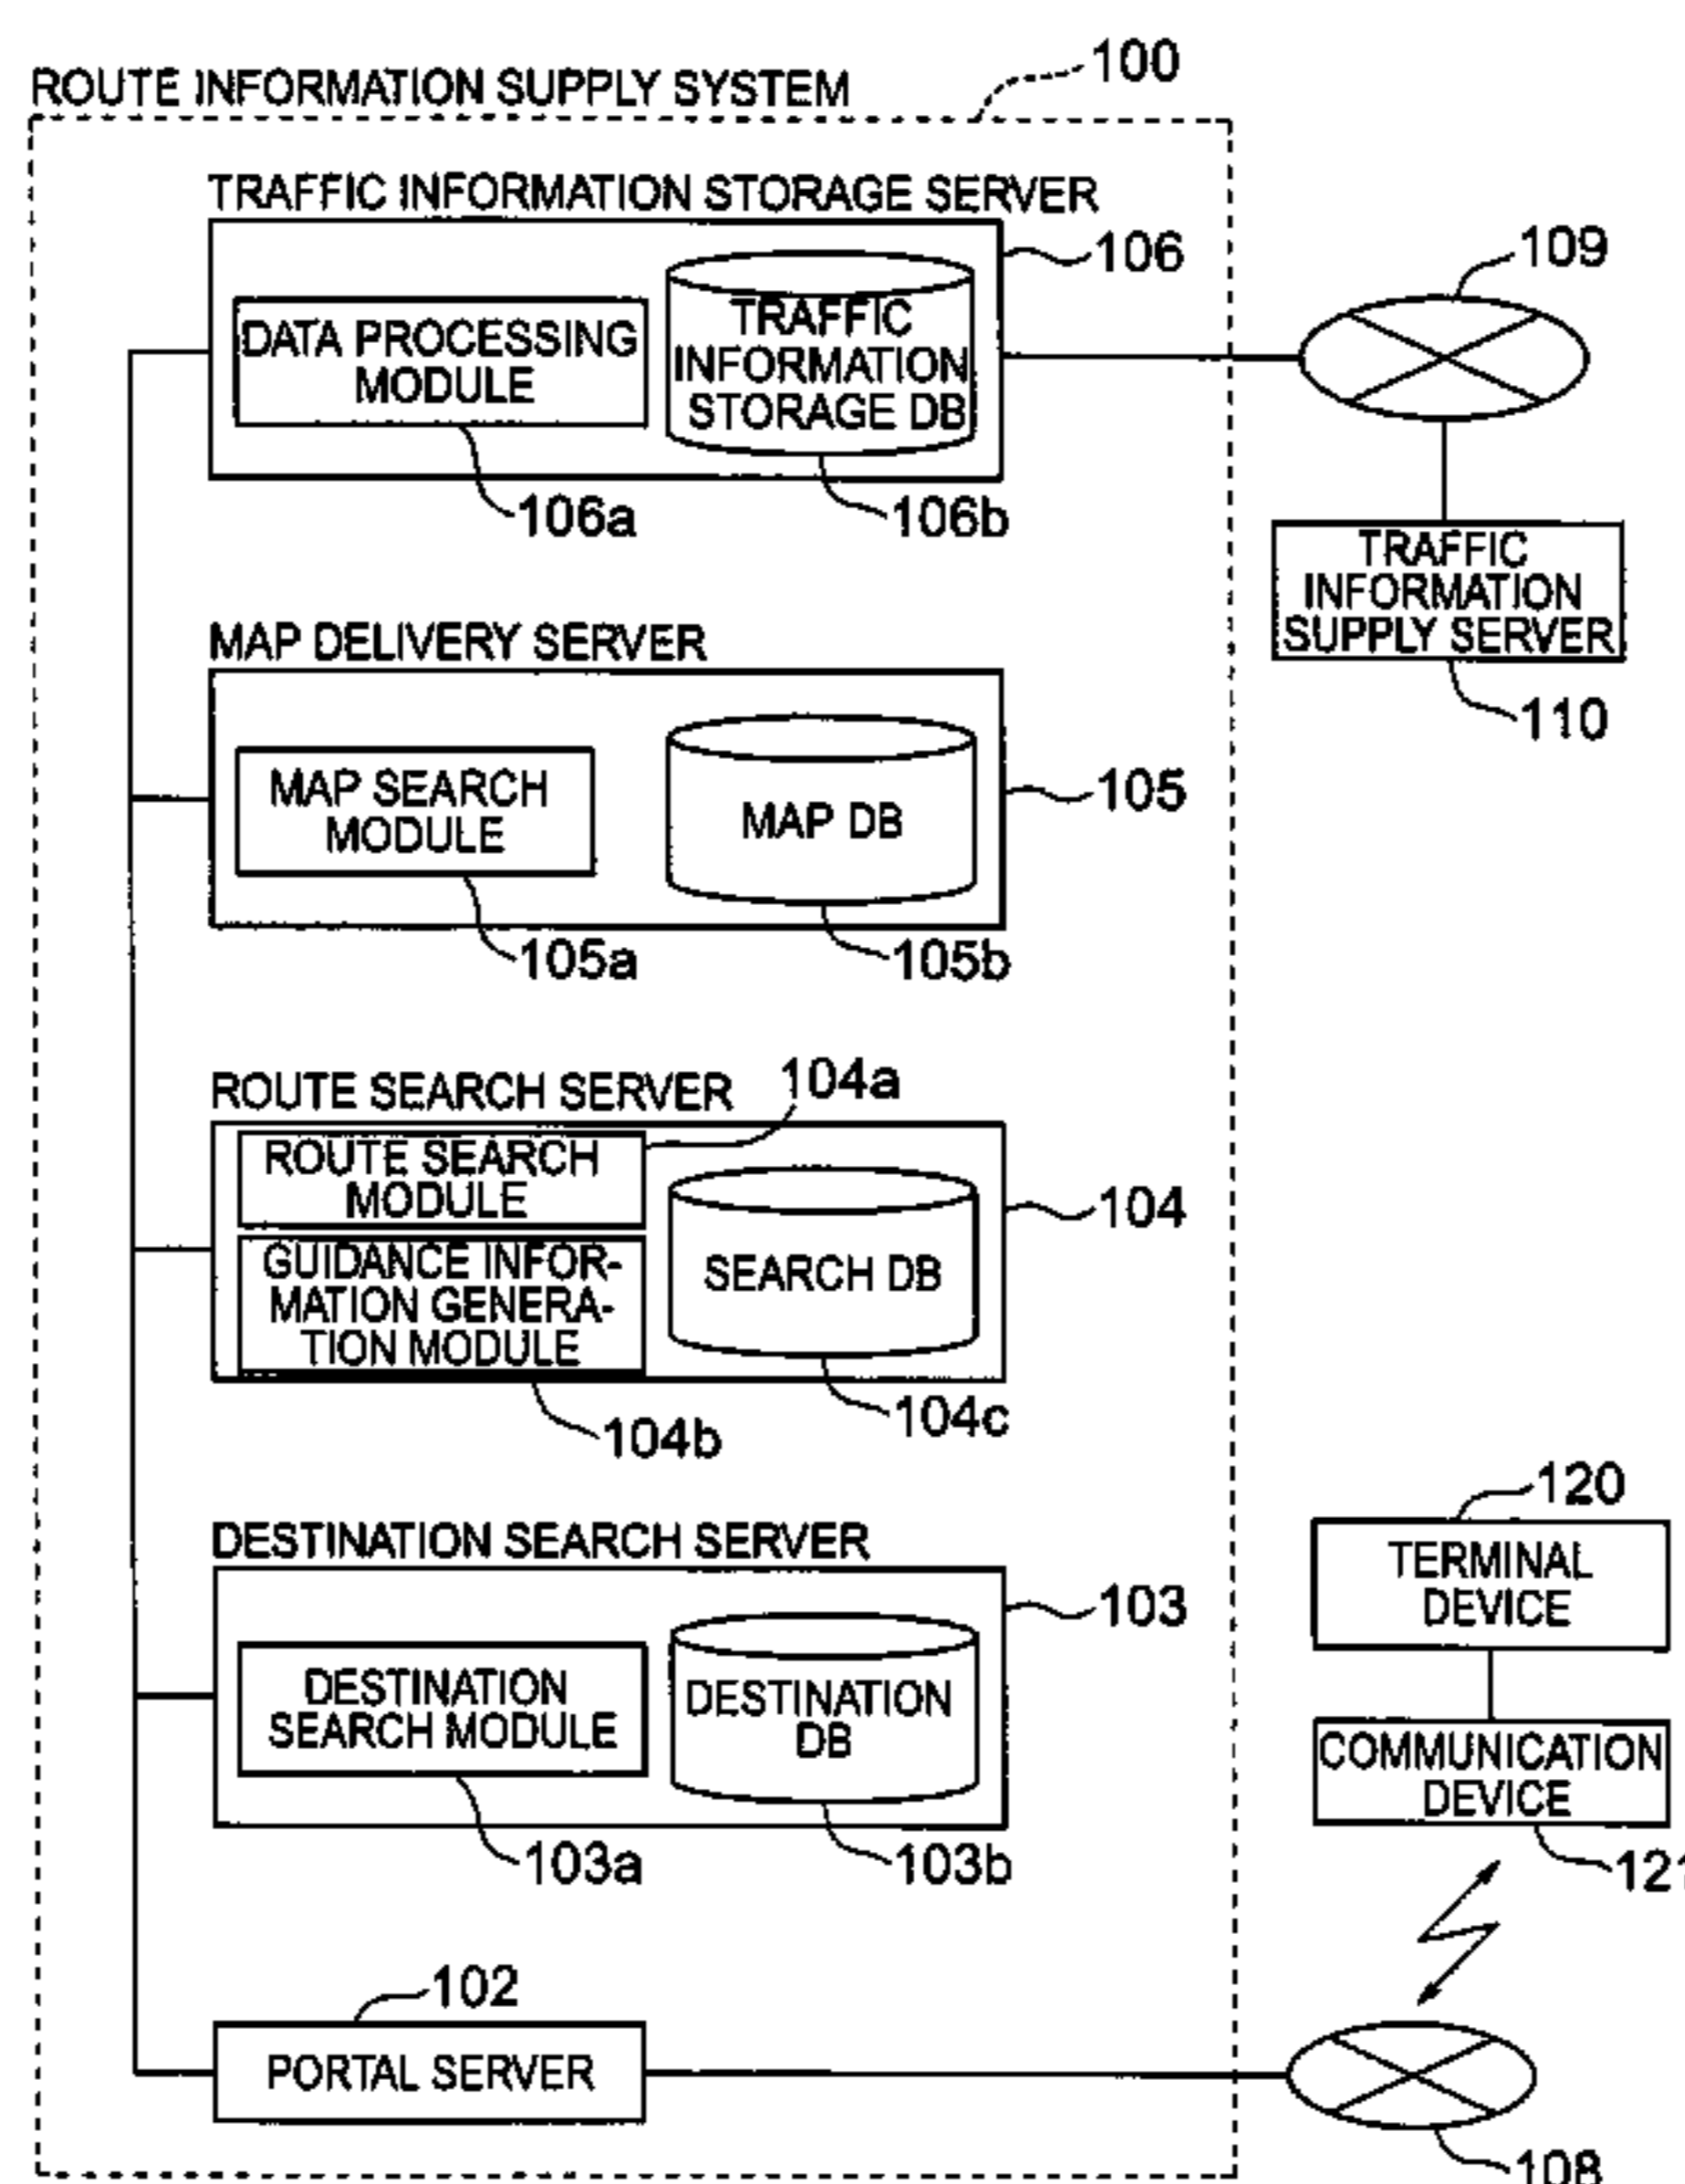 100
ROUTE INFORMATION SUPPLY SYSTEM
TRAFFIC INFORMATION STORAGE SERVER
106
DATA PROCESSING
MODULE
TRAFFIC
INFORMATION
STORAGE DB
106a
106b
109
TRAFFIC
INFORMATION
SUPPLY SERVER
110
MAP DELIVERY SERVER
MAP SEARCH
MODULE
MAP DB
105
105a
105b
ROUTE SEARCH SERVER
104a
ROUTE SEARCH
MODULE
GUIDANCE INFOR-
MATION GENERA-
TION MODULE
SEARCH DB
104
104b
104c
DESTINATION SEARCH SERVER
103
DESTINATION
SEARCH MODULE
DESTINATION
DB
103a
103b
120
TERMINAL
DEVICE
COMMUNICATION
DEVICE
121
102
PORTAL SERVER
108